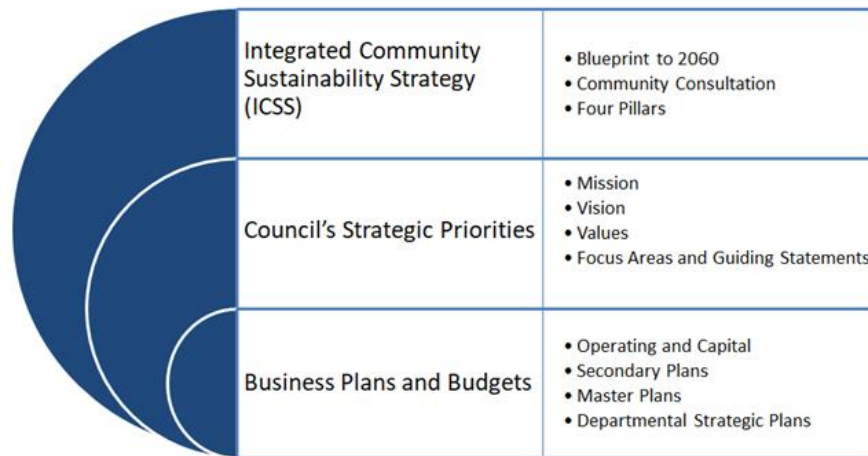 Integrated Community
Sustainability Strategy
(ICSS)
• Blueprint to 2060
• Community Consultation
• Four Pillars
Council’s Strategic Priorities
• Mission
• Vision
• Values
• Focus Areas and Guiding Statements
Business Plans and Budgets
• Operating and Capital
• Secondary Plans
• Master Plans
• Departmental Strategic Plans